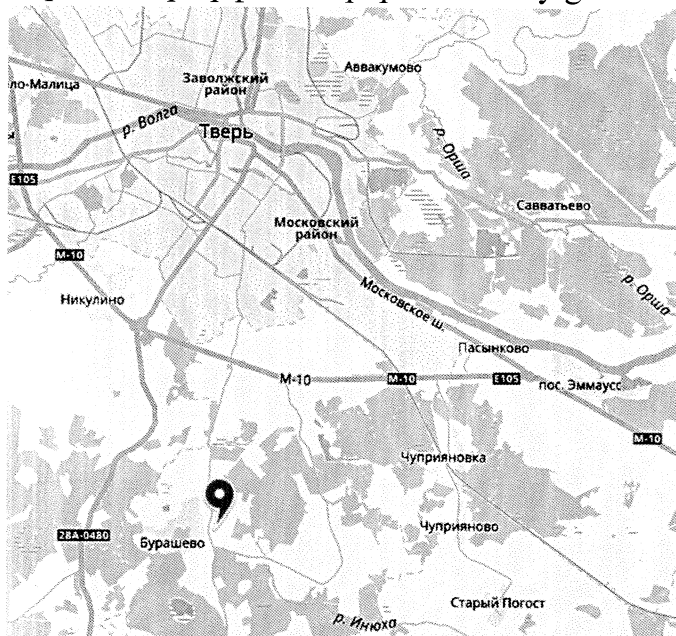 Аввакумово
Заволжский
район
ло-Малица
р. Волга
Тверь
р. Орша
E105
Савватьево
Московский
район
М-10
р. Орша
Никулино
Московское ш.
Пасынково
М-10
М-10
E105
пос. Эммаусс
М-10
Чуприяновка
28А-0480
Бурашево
Чуприяново
Старый Погост
р. Инюха